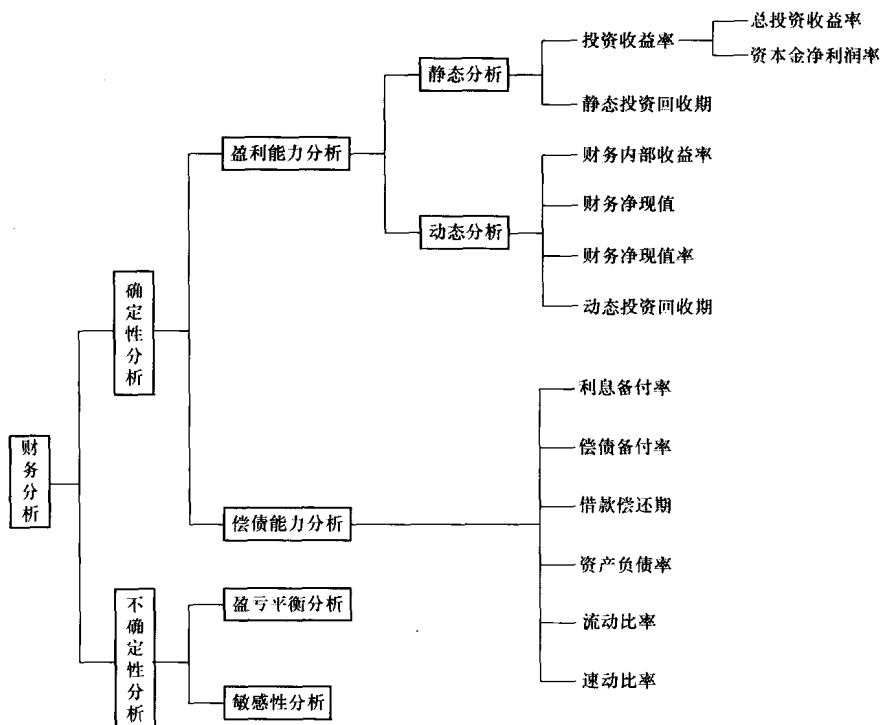 财务分析
确定性分析
盈利能力分析
静态分析
投资收益率
总投资收益率
资本金净利润率
静态投资回收期
动态分析
财务内部收益率
财务净现值
财务净现值率
动态投资回收期
偿债能力分析
利息备付率
偿债备付率
借款偿还期
资产负债率
流动比率
速动比率
不确定性分析
盈亏平衡分析
敏感性分析